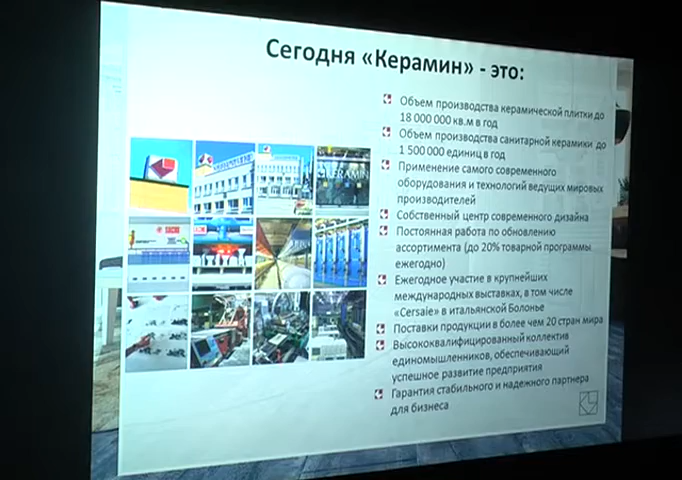 Сегодня «Керамин» - это:
Объем производства керамической плитки до
18 000 000 кв.м в год
Объем производства санитарной керамики до
1 500 000 единиц в год
Применение самого современного
оборудования и технологий ведущих мировых
производителей
Собственный центр современного дизайна
Постоянная работа по обновлению
ассортимента (до 20% товарной программы
ежегодно)
Ежегодное участие в крупнейших
международных выставках, в том числе
«Cersaie» в итальянской Болонье
Поставки продукции в более чем 20 стран мира
Высококвалифицированный коллектив
единомышленников, обеспечивающий
успешное развитие предприятия
Гарантия стабильного и надежного партнера
для бизнеса
KERAMIN